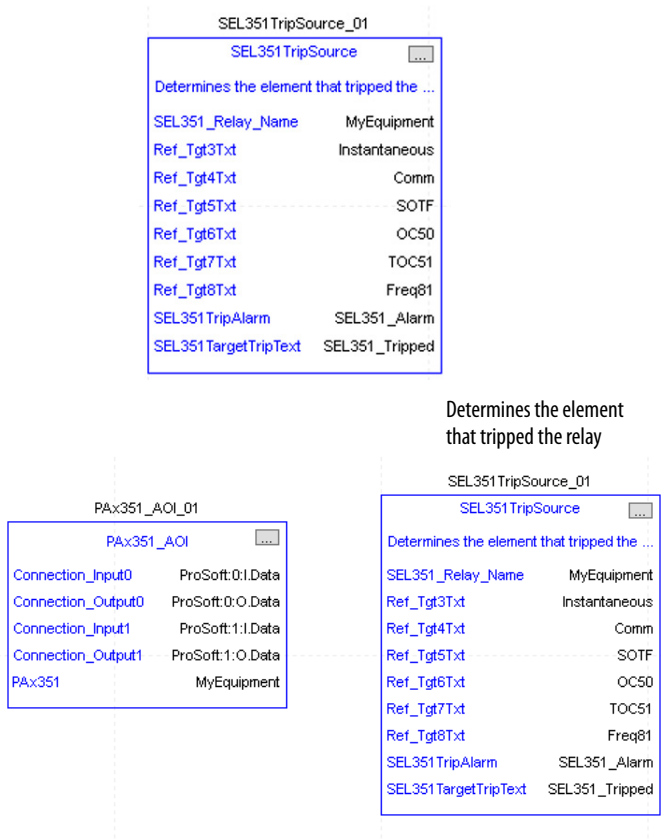 SEL351TripSource_01
SEL351TripSource ...
Determines the element that tripped the ...
SEL351_Relay_Name MyEquipment
Ref_Tgt3Txt Instantaneous
Ref_Tgt4Txt Comm
Ref_Tgt5Txt SOTF
Ref_Tgt6Txt OC50
Ref_Tgt7Txt TOC51
Ref_Tgt8Txt Freq81
SEL351TripAlarm SEL351_Alarm
SEL351TargetTripText SEL351_Tripped
Determines the element
that tripped the relay
PAx351_AOI_01
PAx351_AOI ...
Connection_Input0 ProSoft:0:I.Data
Connection_Output0 ProSoft:0:O.Data
Connection_Input1 ProSoft:1:I.Data
Connection_Output1 ProSoft:1:O.Data
PAx351 MyEquipment
SEL351TripSource_01
SEL351TripSource ...
Determines the element that tripped the ...
SEL351_Relay_Name MyEquipment
Ref_Tgt3Txt Instantaneous
Ref_Tgt4Txt Comm
Ref_Tgt5Txt SOTF
Ref_Tgt6Txt OC50
Ref_Tgt7Txt TOC51
Ref_Tgt8Txt Freq81
SEL351TripAlarm SEL351_Alarm
SEL351TargetTripText SEL351_Tripped